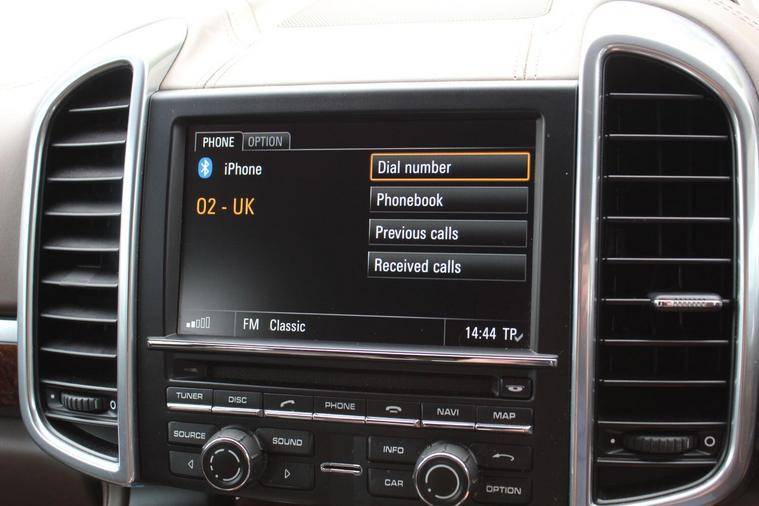 PHONE OPTION
iPhone
O2 - UK
Dial number
Phonebook
Previous calls
Received calls
FM Classic 14:44 TP
TUNER DISC PHONE NAVI MAP
SOURCE SOUND INFO
CAR OPTION